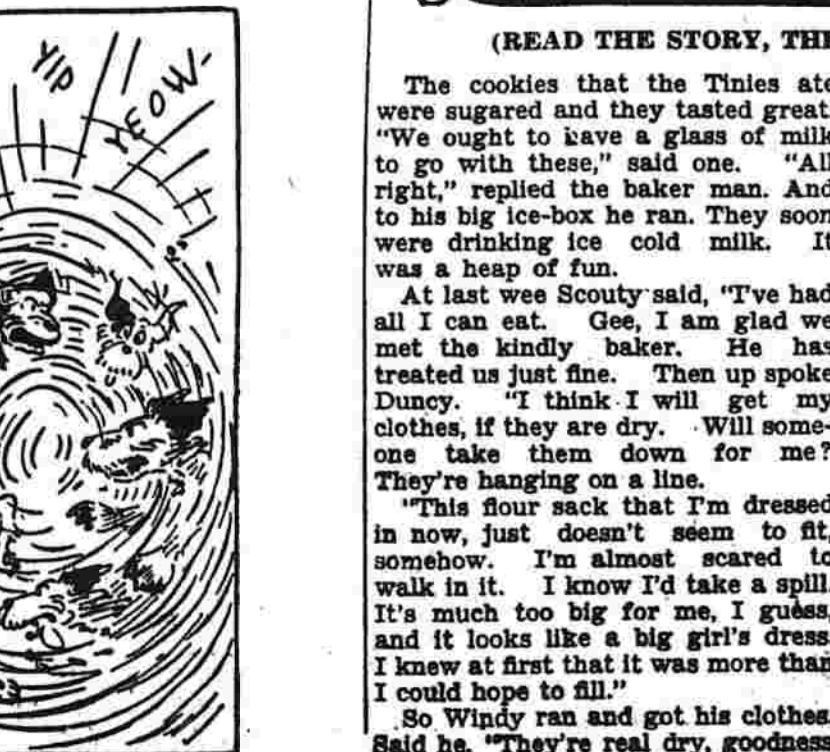 YIP
YEOW-
(READ THE STORY, THE
The cookies that the Tinies ate
were sugared and they tasted great.
"We ought to have a glass of milk
to go with these," said one. "All
right," replied the baker man. And
to his big ice-box he ran. They soon
were drinking ice cold milk. It
was a heap of fun.
At last wee Scouty said, "I've had
all I can eat. Gee, I am glad we
met the kindly baker. He has
treated us just fine. Then up spoke
Duncy. "I think I will get my
clothes, if they are dry. Will some-
one take them down for me?
They're hanging on a line.
"This flour sack that I'm dressed
in now, just doesn't seem to fit,
somehow. I'm almost scared to
walk in it. I know I'd take a spill.
It's much too big for me, I guess,
and it looks like a big girl's dress.
I knew at first that it was more than
I could hope to fill."
So Windy ran and got his clothes.
Said he, "They're real dry, goodness